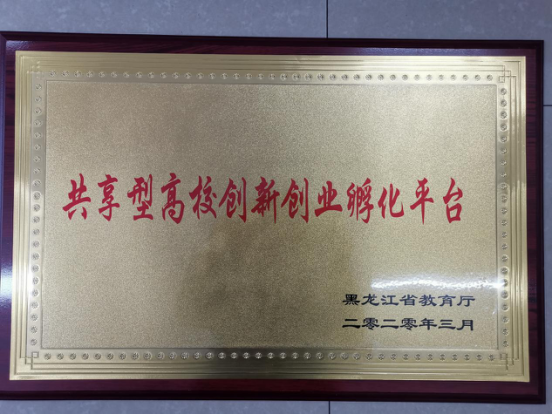 共享型高校创新创业孵化平台
黑龙江省教育厅
二零二零年三月